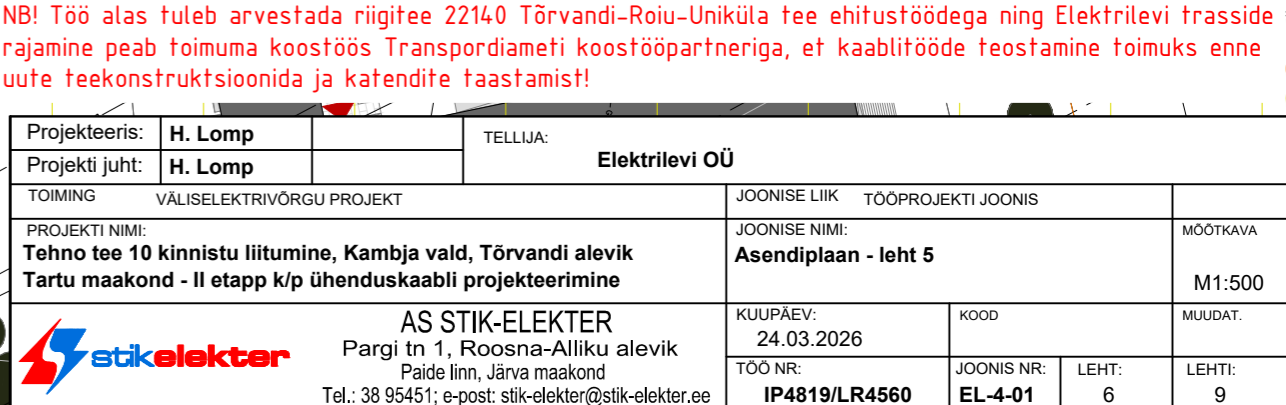 NB! Töö alas tuleb arvestada riigitee 22140 Tõrvandi-Roiu-Uniküla tee ehitustöödega ning Elektrilevi trasside
rajamine peab toimuma koostöös Transpordiameti koostööpartneriga, et kaablitööde teostamine toimuks enne
uute teekonstruktsioonida ja katendite taastamist!
Projekteeris: H. Lomp
Projekti juht: H. Lomp
TELLIJA:
Elektrilevi OÜ
TOIMING VÄLISELEKTRIVÕRGU PROJEKT
JOONISE LIIK TÖÖPROJEKTI JOONIS
PROJEKTI NIMI:
Tehno tee 10 kinnistu liitumine, Kambja vald, Tõrvandi alevik
Tartu maakond - II etapp k/p ühenduskaabli projekteerimine
JOONISE NIMI:
Asendiplaan - leht 5
MÕÕTKAVA
M1:500
stikelekter
AS STIK-ELEKTER
Pargi tn 1, Roosna-Alliku alevik
Paide linn, Järva maakond
Tel.: 38 95451; e-post: stik-elekter@stik-elekter.ee
KUUPÄEV:
24.03.2026
KOOD
MUUDAT.
TÖÖ NR:
IP4819/LR4560
JOONIS NR:
EL-4-01
LEHT:
6
LEHTI:
9